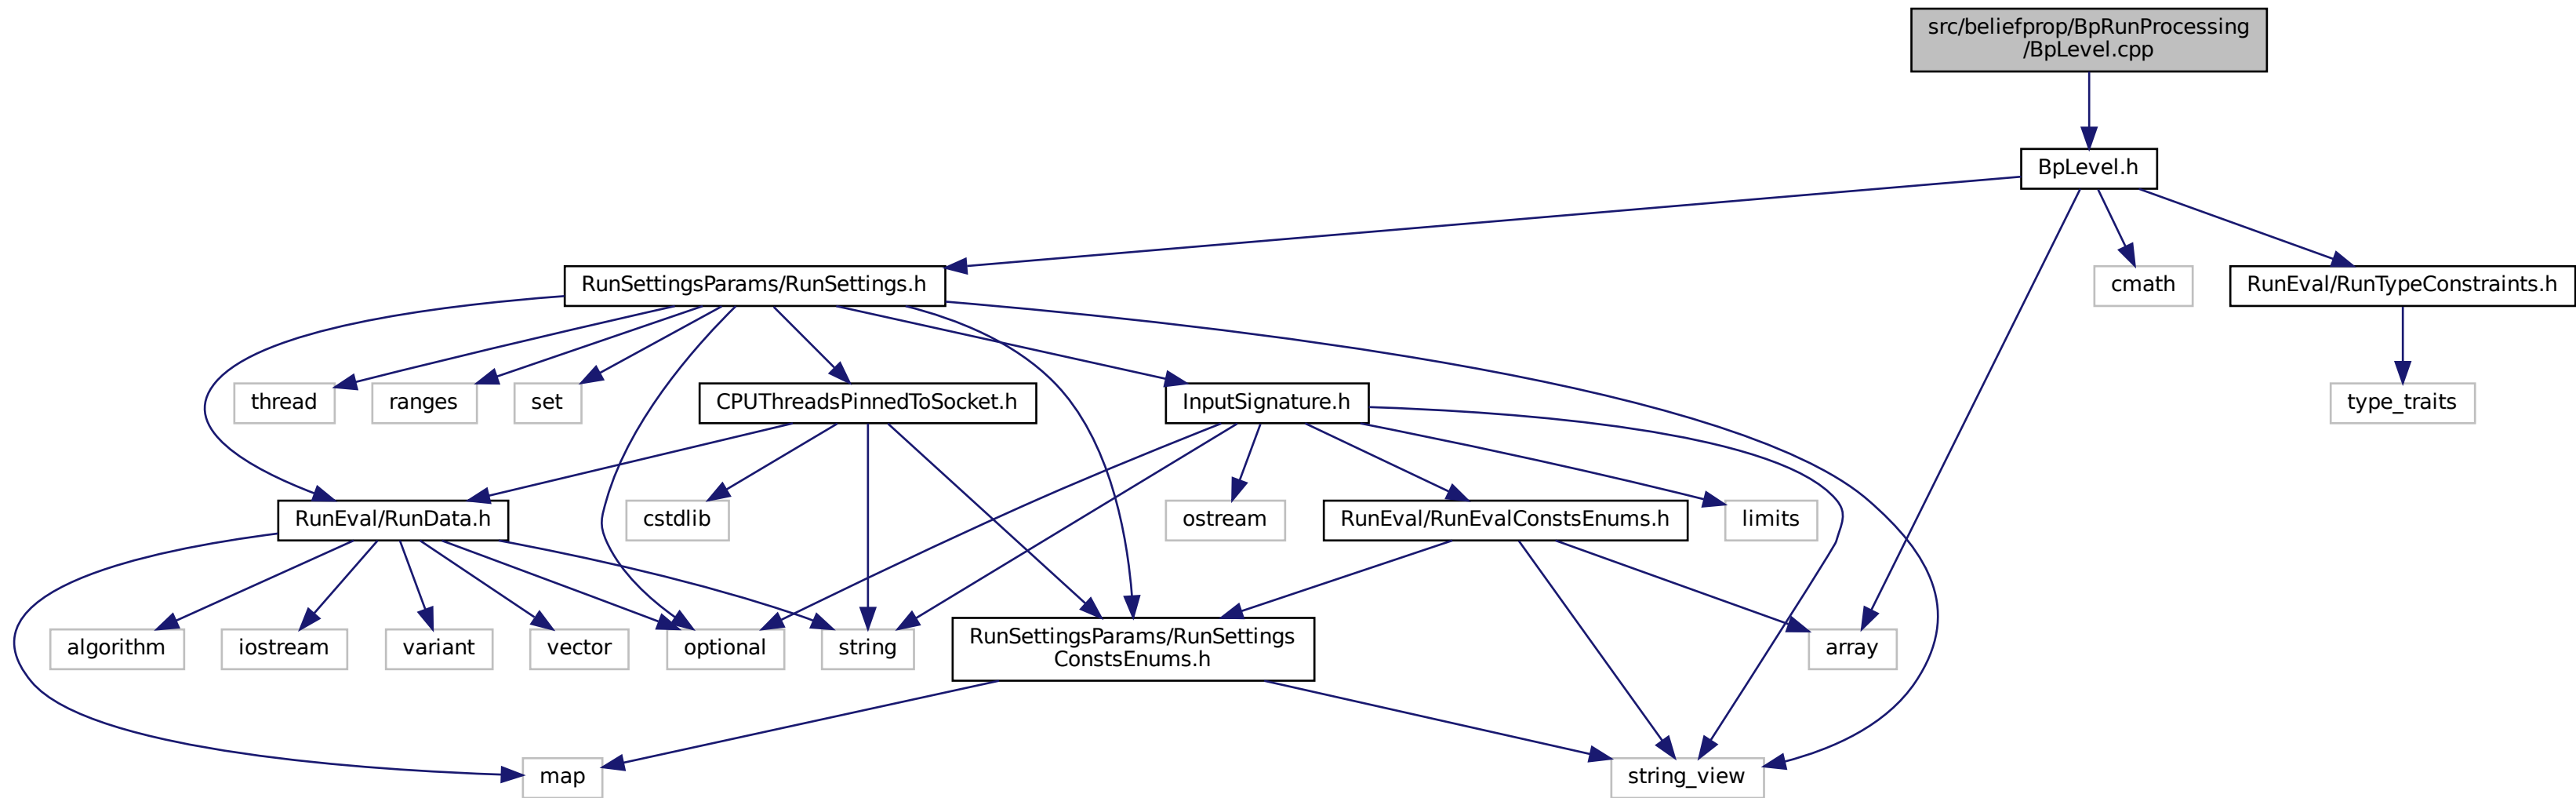 src/beliefprop/BpRunProcessing
/BpLevel.cpp
BpLevel.h
RunSettingsParams/RunSettings.h
cmath
RunEval/RunTypeConstraints.h
thread
ranges
set
CPUThreadsPinnedToSocket.h
InputSignature.h
type_traits
RunEval/RunData.h
cstdlib
ostream
RunEval/RunEvalConstsEnums.h
limits
algorithm
iostream
variant
vector
optional
string
RunSettingsParams/RunSettings
ConstsEnums.h
array
map
string_view